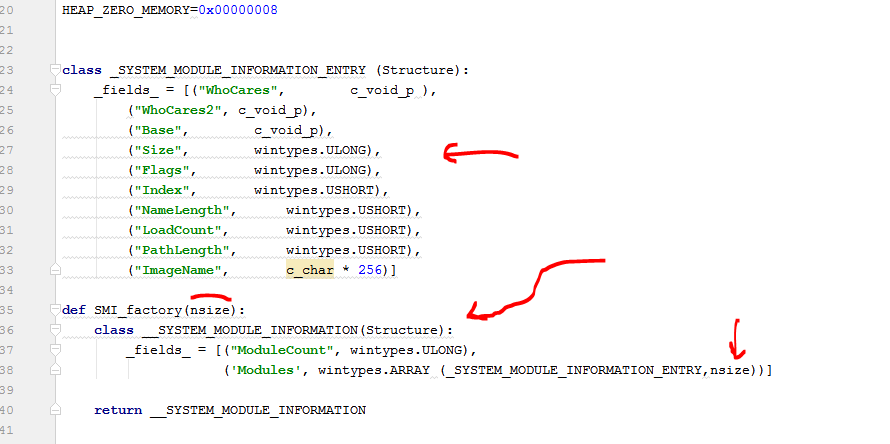 20 HEAP_ZERO_MEMORY=0x00000008
21
22
23 class _SYSTEM_MODULE_INFORMATION_ENTRY (Structure):
24 _fields_ = [("WhoCares", c_void_p ),
25 ("WhoCares2", c_void_p),
26 ("Base", c_void_p),
27 ("Size", wintypes.ULONG),
28 ("Flags", wintypes.ULONG),
29 ("Index", wintypes.USHORT),
30 ("NameLength", wintypes.USHORT),
31 ("LoadCount", wintypes.USHORT),
32 ("PathLength", wintypes.USHORT),
33 ("ImageName", c_char * 256)]
34
35 def SMI_factory(nsize):
36 class __SYSTEM_MODULE_INFORMATION(Structure):
37 _fields_ = [("ModuleCount", wintypes.ULONG),
38 ('Modules', wintypes.ARRAY (_SYSTEM_MODULE_INFORMATION_ENTRY,nsize))]
39
40 return __SYSTEM_MODULE_INFORMATION
41